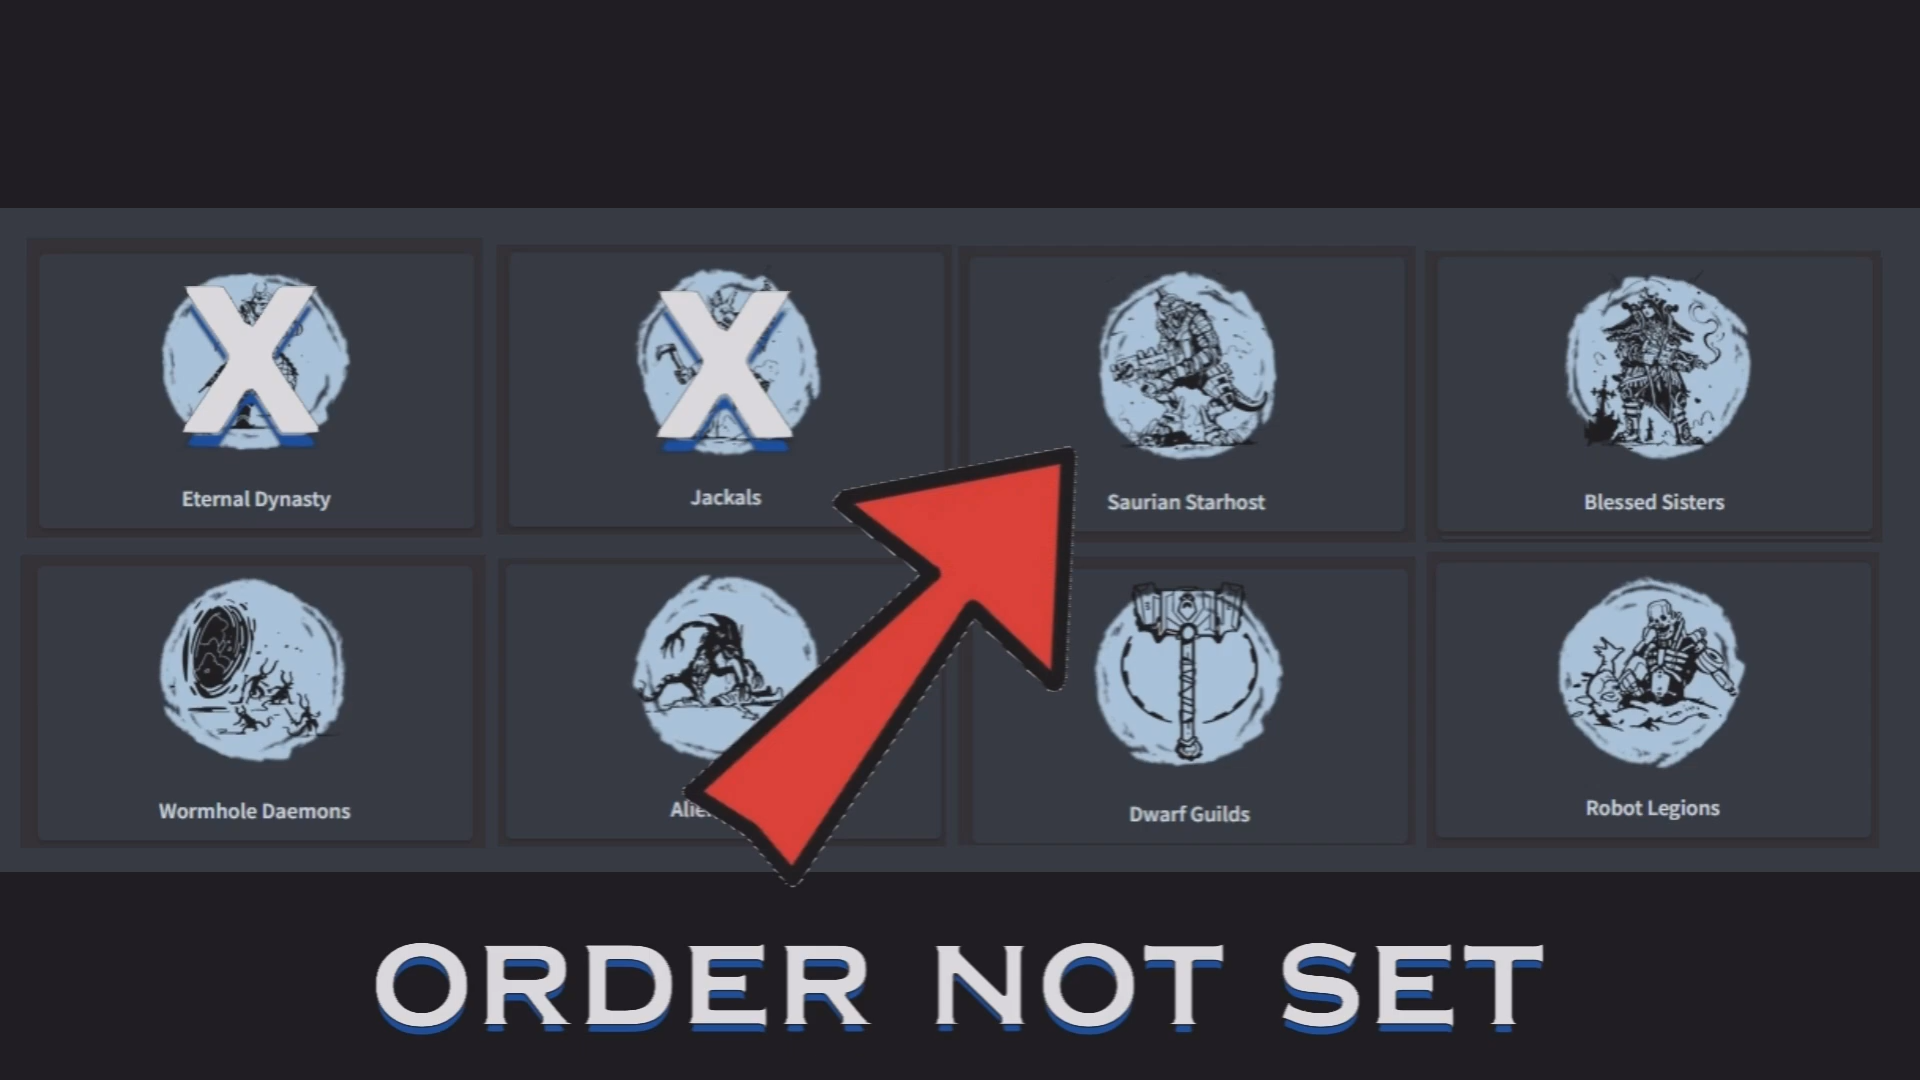 X X
Eternal Dynasty
Jackals
Saurian Starhost
Blessed Sisters
Wormhole Daemons
Dwarf Guilds
Robot Legions
ORDER NOT SET